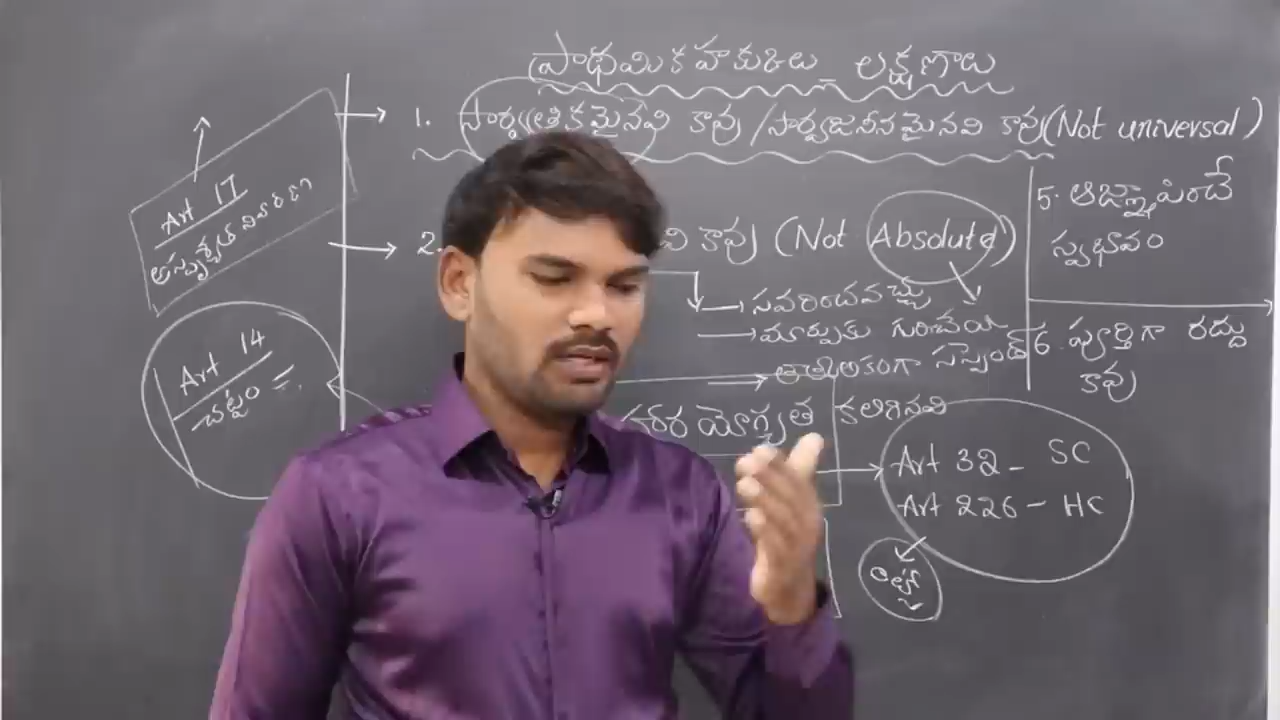 ప్రాథమిక హక్కులు - లక్షణాలు
1. సార్వత్రికమైనవి కావు / సార్వజనీనమైనవి కావు (Not universal)
2. వి కావు (Not Absolute)
→ సవరించవచ్చు
→ మార్పుకు గురిచేయ
→ తాత్కాలికంగా సస్పెండ్
యోగ్యత కలిగినవి
Art 32 - SC
Art 226 - HC
5. ఆజ్ఞాపించే
స్వభావం
6. పూర్తిగా రద్దు
కావు
Art 17
అస్పృశ్యత నివారణ
Art 14
చట్టం =